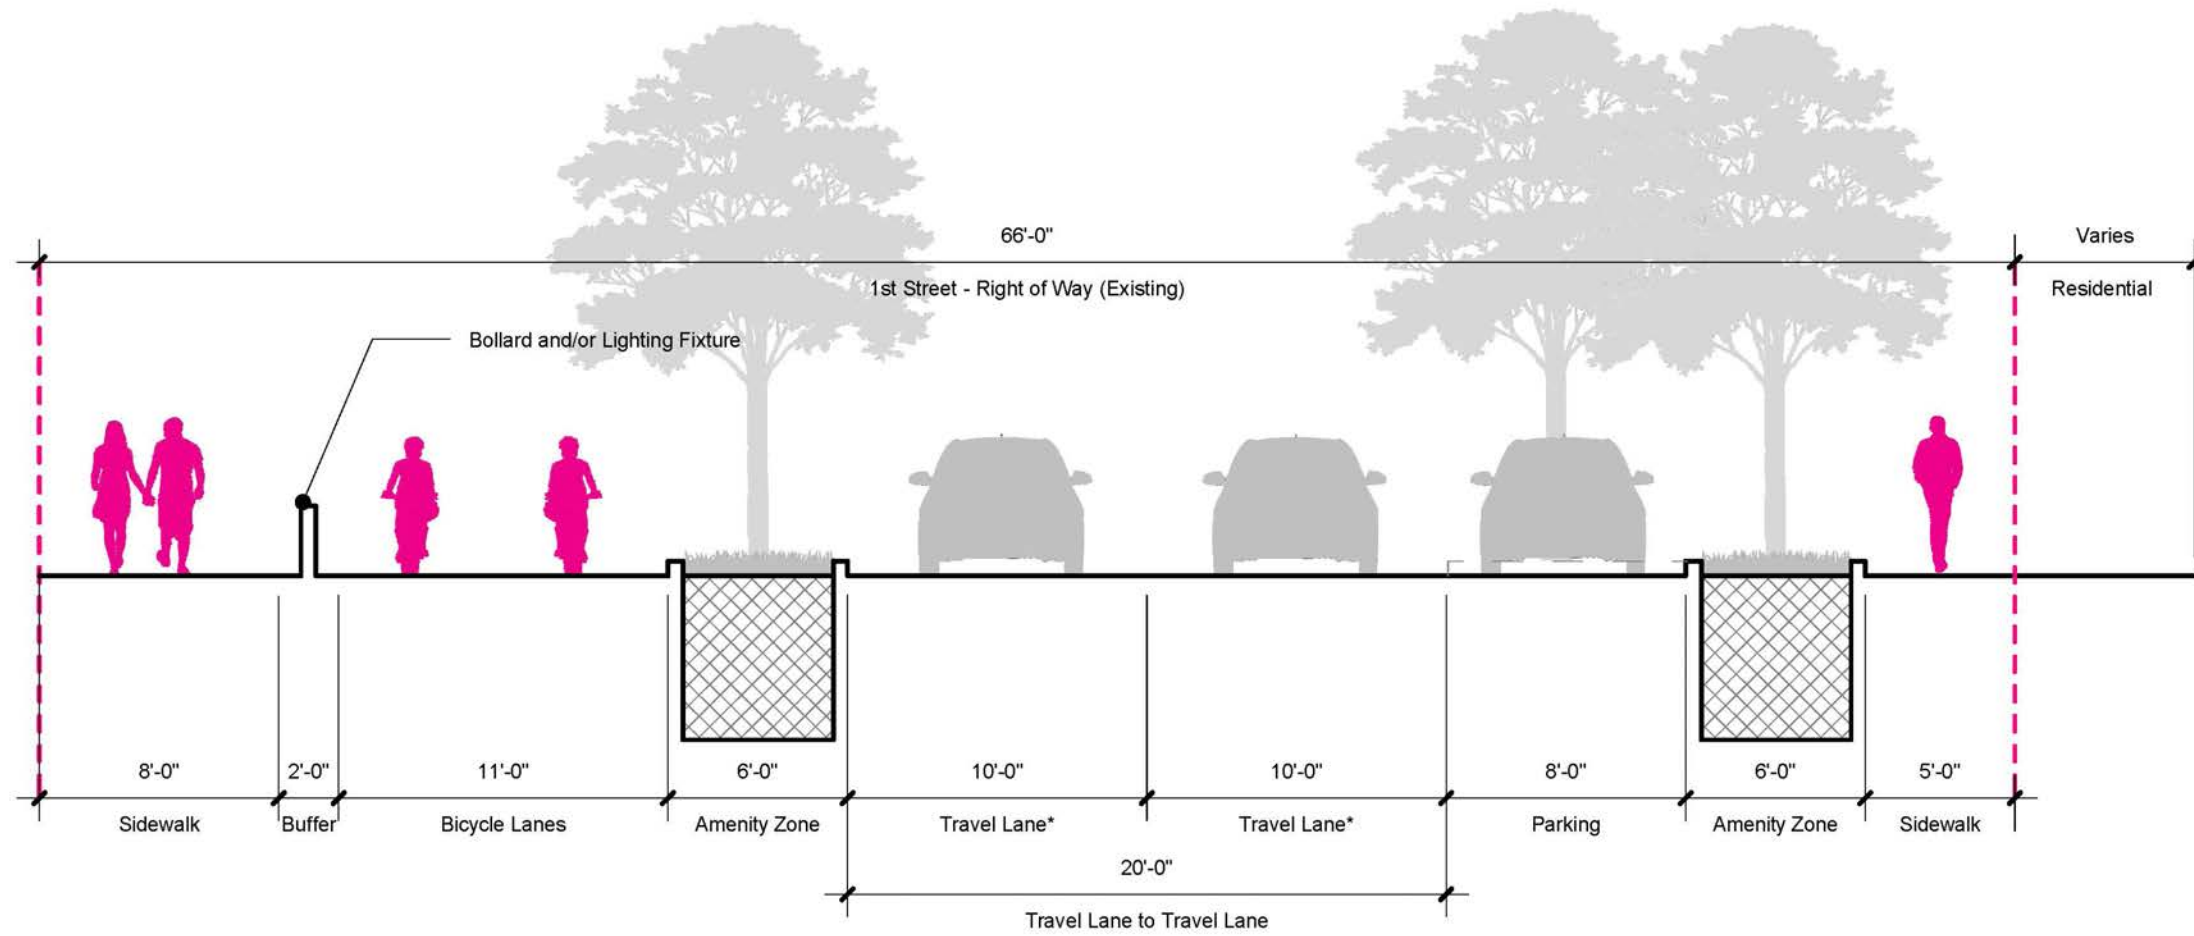 66'-0"
Varies
1st Street - Right of Way (Existing)
Residential
Bollard and/or Lighting Fixture
8'-0"
2'-0"
11'-0"
6'-0"
10'-0"
10'-0"
8'-0"
6'-0"
5'-0"
Sidewalk
Buffer
Bicycle Lanes
Amenity Zone
Travel Lane*
Travel Lane*
Parking
Amenity Zone
Sidewalk
20'-0"
Travel Lane to Travel Lane